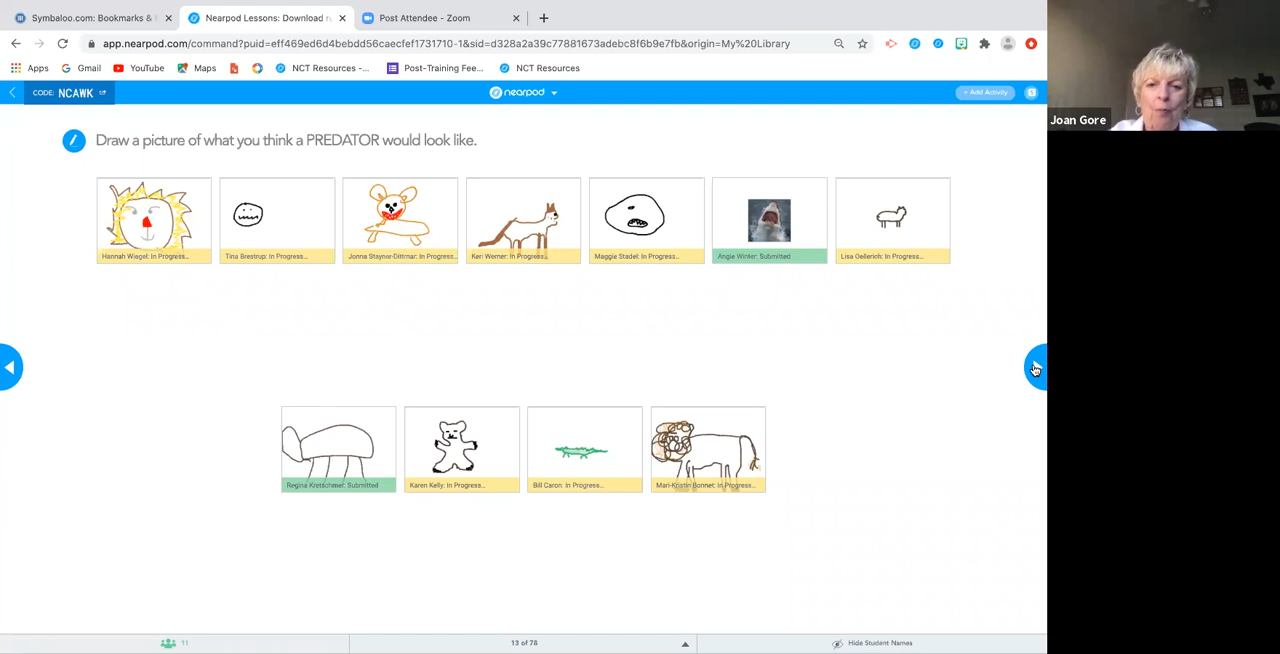 Symbaloo.com: Bookmarks &
Nearpod Lessons: Download r
Post Attendee - Zoom
app.nearpod.com/command?puid=eff469ed6d4bebdd56caecfef1731710-1&sid=d328a2a39c77881673adebc8f6b9e7fb&origin=My%20Library
Apps
Gmail
YouTube
Maps
NCT Resources -...
Post-Training Fee...
NCT Resources
CODE: NCAWK
nearpod
+ Add Activity
Joan Gore
Draw a picture of what you think a PREDATOR would look like.
Hannah Wiegel: In Progress...
Tina Brestrup: In Progress...
Jonna Stayner-Dittmar: In Progress...
Keri Werner: In Progress...
Maggie Stadel: In Progress...
Angie Winter: Submitted
Lisa Oellerich: In Progress...
Regina Kretschmer: Submitted
Karen Kelly: In Progress...
Bill Caron: In Progress...
Mari-Kristin Bonnet: In Progress...
11
13 of 78
Hide Student Names